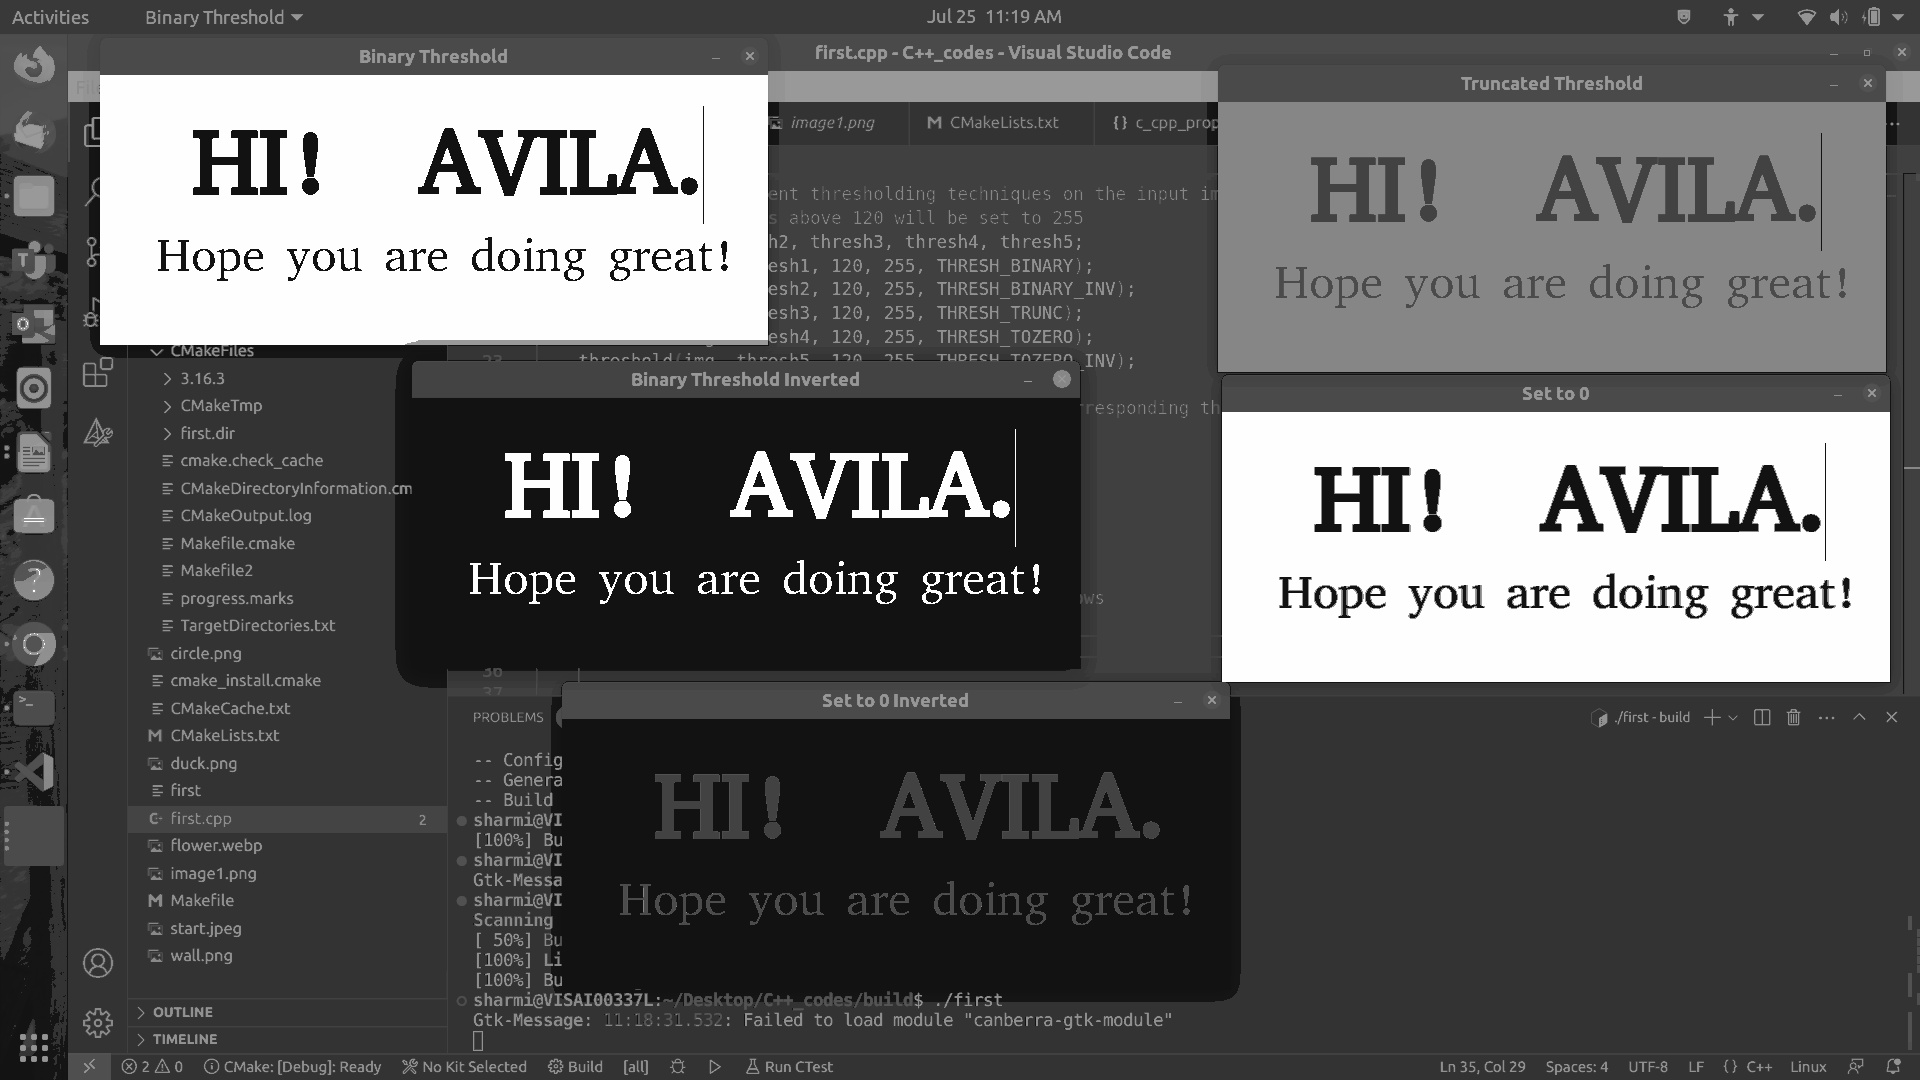 Activities
Binary Threshold
Jul 25 11:19 AM
first.cpp - C++_codes - Visual Studio Code
Binary Threshold
HI! AVILA.
Hope you are doing great!
Truncated Threshold
HI! AVILA.
Hope you are doing great!
image1.png
CMakeLists.txt
{} c_cpp_prop
ent thresholding techniques on the input im
s above 120 will be set to 255
h2, thresh3, thresh4, thresh5;
esh1, 120, 255, THRESH_BINARY);
esh2, 120, 255, THRESH_BINARY_INV);
esh3, 120, 255, THRESH_TRUNC);
esh4, 120, 255, THRESH_TOZERO);
threshold(img, thresh5, 120, 255, THRESH_TOZERO_INV);
rresponding th
Binary Threshold Inverted
HI! AVILA.
Hope you are doing great!
Set to 0
HI! AVILA.
Hope you are doing great!
Set to 0 Inverted
HI! AVILA.
Hope you are doing great!
CMakeFiles
3.16.3
CMakeTmp
first.dir
cmake.check_cache
CMakeDirectoryInformation.cm
CMakeOutput.log
Makefile.cmake
Makefile2
progress.marks
TargetDirectories.txt
circle.png
cmake_install.cmake
CMakeCache.txt
CMakeLists.txt
duck.png
first
first.cpp 2
flower.webp
image1.png
Makefile
start.jpeg
wall.png
OUTLINE
TIMELINE
36
37
PROBLEMS
./first - build
-- Config
-- Genera
-- Build
sharmi@VI
[100%] Bu
sharmi@VI
Gtk-Messa
sharmi@VI
Scanning
[ 50%] Bu
[100%] Li
[100%] Bu
sharmi@VISAI00337L:~/Desktop/C++_codes/build$ ./first
Gtk-Message: 11:18:31.532: Failed to load module "canberra-gtk-module"
2 0 CMake: [Debug]: Ready No Kit Selected Build [all] Run CTest Ln 35, Col 29 Spaces: 4 UTF-8 LF {} C++ Linux